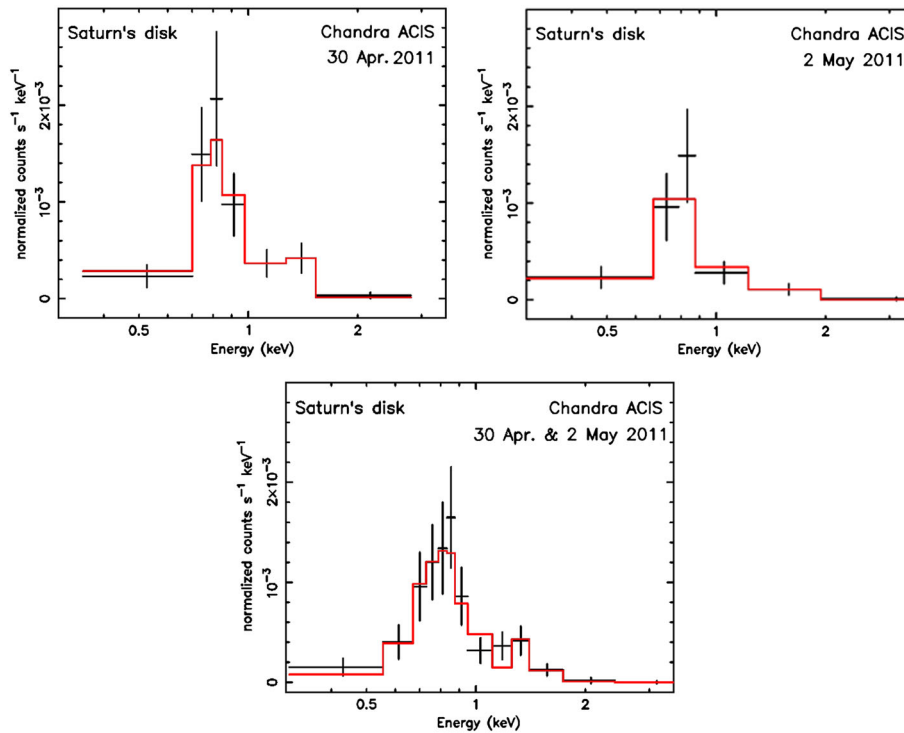 Saturn's disk
Chandra ACIS
30 Apr. 2011
normalized counts s⁻¹ keV⁻¹
2×10⁻³
10⁻³
0
0.5
1
2
Energy (keV)
Saturn's disk
Chandra ACIS
2 May 2011
normalized counts s⁻¹ keV⁻¹
2×10⁻³
10⁻³
0
0.5
1
2
Energy (keV)
Saturn's disk
Chandra ACIS
30 Apr. & 2 May 2011
normalized counts s⁻¹ keV⁻¹
2×10⁻³
10⁻³
0
0.5
1
2
Energy (keV)